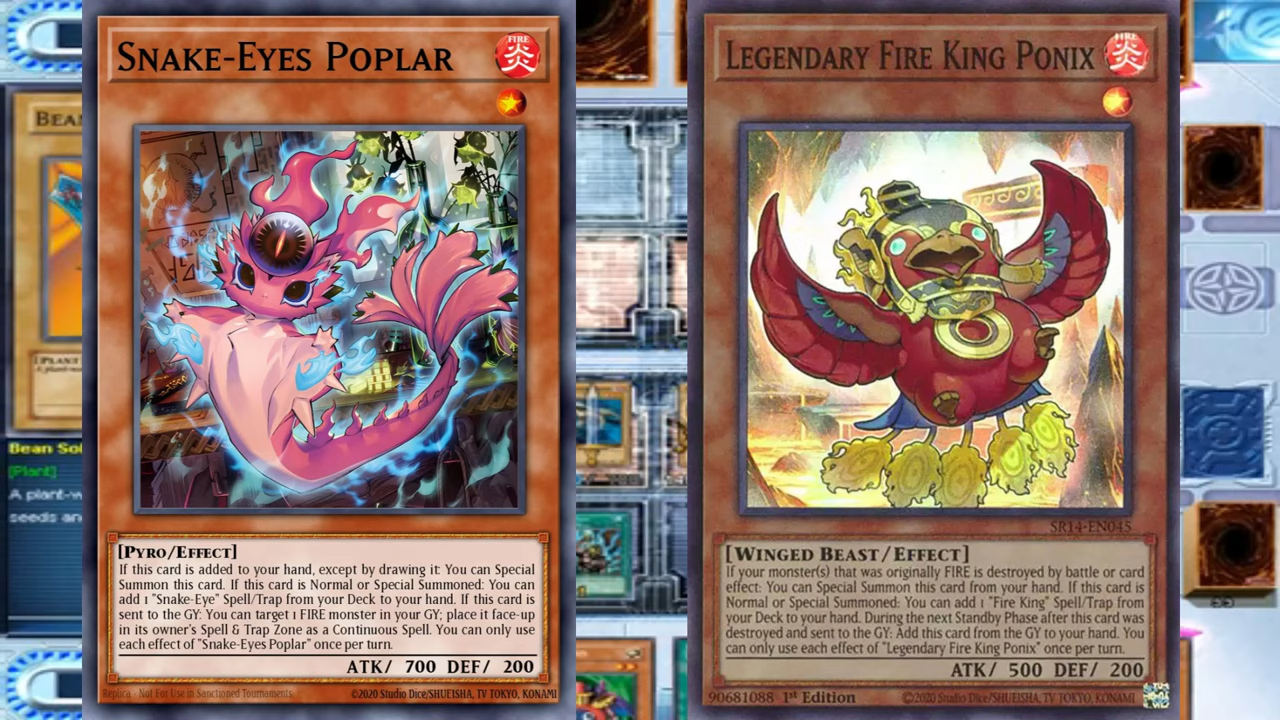 SNAKE-EYES POPLAR
FIRE
炎
[PYRO/EFFECT]
If this card is added to your hand, except by drawing it: You can Special
Summon this card. If this card is Normal or Special Summoned: You can
add 1 "Snake-Eye" Spell/Trap from your Deck to your hand. If this card is
sent to the GY: You can target 1 FIRE monster in your GY; place it face-up
in its owner's Spell & Trap Zone as a Continuous Spell. You can only use
each effect of "Snake-Eyes Poplar" once per turn.
ATK/ 700 DEF/ 200
Replica - Not For Use in Sanctioned Tournaments
©2020 Studio Dice/SHUEISHA, TV TOKYO, KONAMI
LEGENDARY FIRE KING PONIX
FIRE
炎
SR14-EN045
[WINGED BEAST/EFFECT]
If your monster(s) that was originally FIRE is destroyed by battle or card
effect: You can Special Summon this card from your hand. If this card is
Normal or Special Summoned: You can add 1 "Fire King" Spell/Trap from
your Deck to your hand. During the next Standby Phase after this card was
destroyed and sent to the GY: Add this card from the GY to your hand. You
can only use each effect of "Legendary Fire King Ponix" once per turn.
ATK/ 500 DEF/ 200
90681088 1st Edition
©2020 Studio Dice/SHUEISHA, TV TOKYO, KONAMI
BEAN
[PLANT
Bean Sol
[Plant]
A plant-w
seeds an